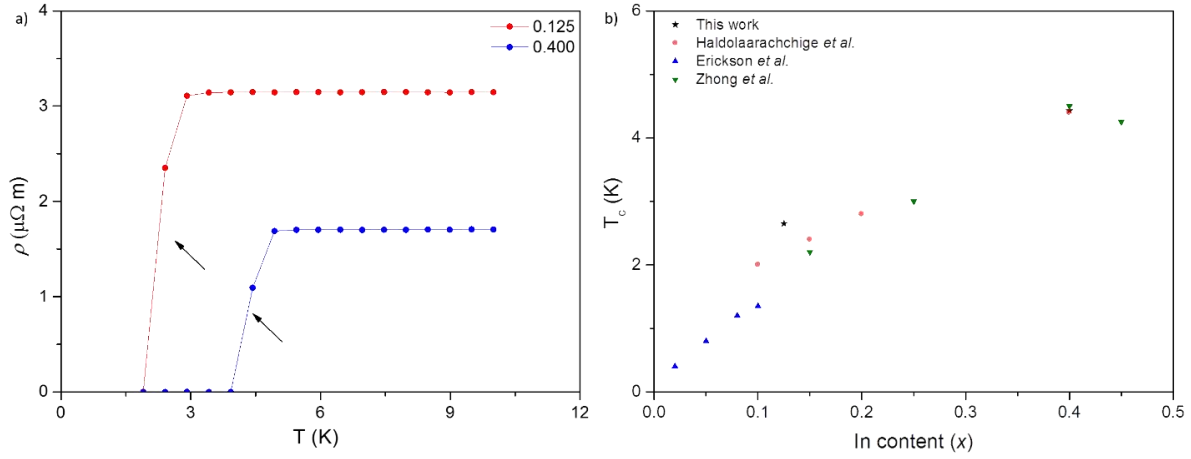 a)
0.125
0.400
3
2
1
0
ρ (μΩ m)
0
3
6
9
12
T (K)
b)
This work
Haldolaarachchige et al.
Erickson et al.
Zhong et al.
6
4
2
0
Tc (K)
0.0
0.1
0.2
0.3
0.4
0.5
In content (x)